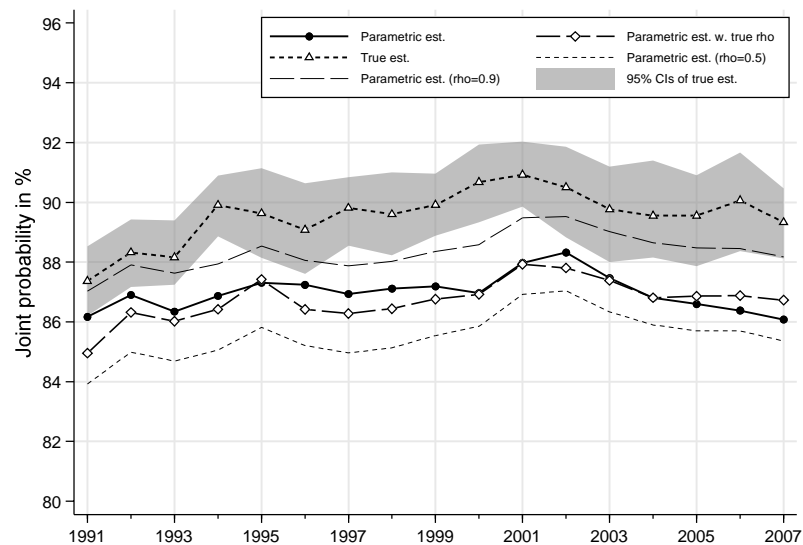 96
94
92
90
88
86
84
82
80
Joint probability in %
Parametric est.
Parametric est. w. true rho
True est.
Parametric est. (rho=0.5)
Parametric est. (rho=0.9)
95% CIs of true est.
1991 1993 1995 1997 1999 2001 2003 2005 2007